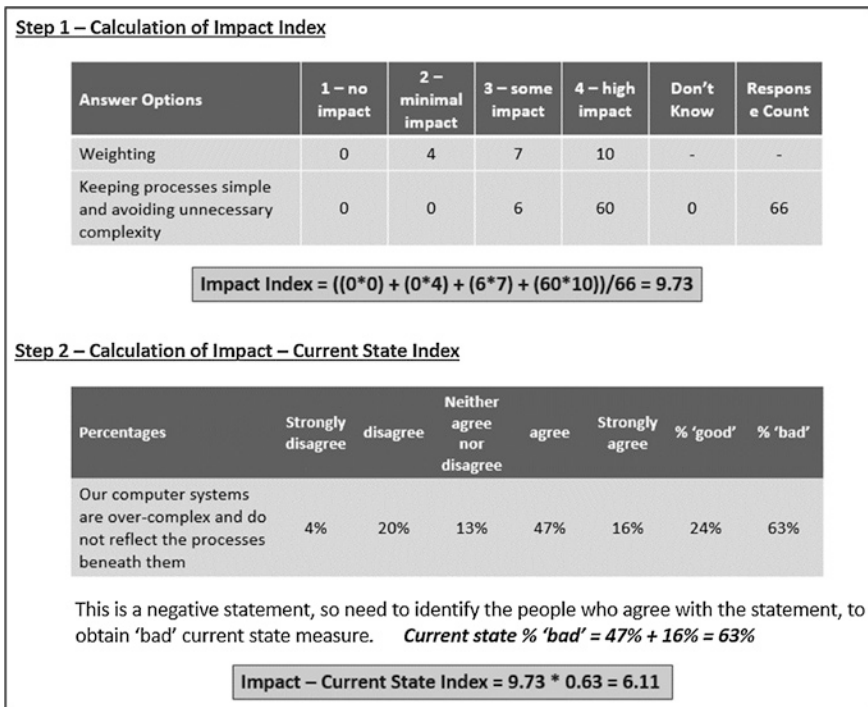 Step 1 – Calculation of Impact Index
Answer Options
1 – no
impact
2 –
minimal
impact
3 – some
impact
4 – high
impact
Don't
Know
Respons
e Count
Weighting 0 4 7 10 - -
Keeping processes simple
and avoiding unnecessary
complexity
0 0 6 60 0 66
Impact Index = ((0*0) + (0*4) + (6*7) + (60*10))/66 = 9.73
Step 2 – Calculation of Impact – Current State Index
Percentages
Strongly
disagree
disagree
Neither
agree
nor
disagree
agree
Strongly
agree
% 'good'
% 'bad'
Our computer systems
are over-complex and do
not reflect the processes
beneath them
4% 20% 13% 47% 16% 24% 63%
This is a negative statement, so need to identify the people who agree with the statement, to
obtain 'bad' current state measure. Current state % 'bad' = 47% + 16% = 63%
Impact – Current State Index = 9.73 * 0.63 = 6.11